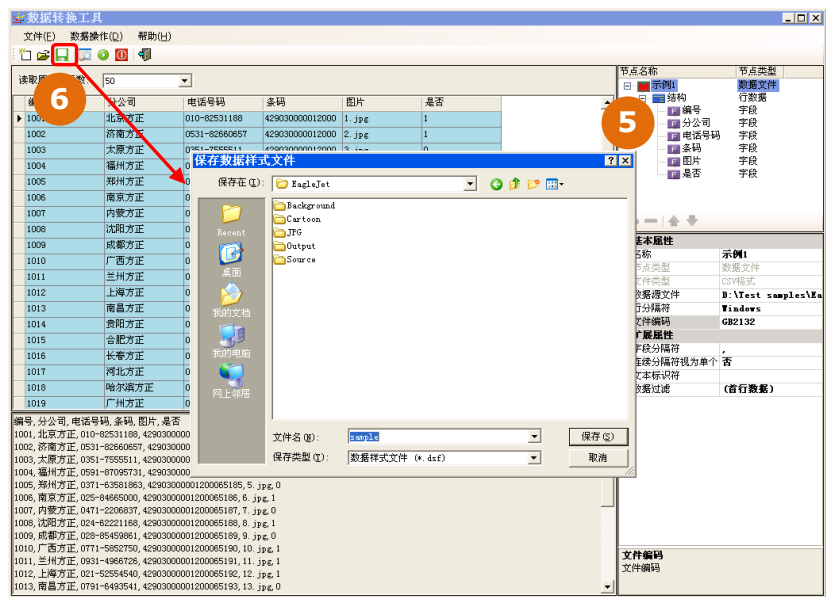 数据转换工具
文件(F) 数据操作(D) 帮助(H)
读取 数: 50
6
5
分公司 电话号码 条码 图片 是否
北京方正 010-82531188 429030000012000 1.jpg 1
1002 济南方正 0531-82660657 429030000012000 2.jpg 1
1003 太原方正 0351-7555511 429030000012000 3.jpg 0
1004 福州方正
1005 郑州方正
1006 南京方正
1007 内蒙方正
1008 沈阳方正
1009 成都方正
1010 广西方正
1011 兰州方正
1012 上海方正
1013 南昌方正
1014 贵阳方正
1015 合肥方正
1016 长春方正
1017 河北方正
1018 哈尔滨方正
1019 广州方正
保存数据样式文件
保存在(I): EagleJet
Recent
桌面
我的文档
我的电脑
网上邻居
Background
Cartoon
JPG
Output
Source
文件名(N): sample 保存(S)
保存类型(T): 数据样式文件 (*.dsf) 取消
节点名称 节点类型
示例1 数据文件
结构 行数据
编号 字段
分公司 字段
电话号码 字段
条码 字段
图片 字段
是否 字段
基本属性
名称 示例1
节点类型 数据文件
文件类型 CSV格式
数据源文件 D:\Test samples\Ea
行分隔符 Windows
文件编码 GB2132
扩展属性
字段分隔符 ,
连续分隔符视为单个 否
文本标识符
数据过滤 (首行数据)
文件编码
文件编码
编号,分公司,电话号码,条码,图片,是否
1001,北京方正,010-82531188,4290300000
1002,济南方正,0531-82660657,429030000
1003,太原方正,0351-7555511,4290300000
1004,福州方正,0591-87095731,429030000
1005,郑州方正,0371-63581863,42903000001200065185,5.jpg,0
1006,南京方正,025-84665000,42903000001200065186,6.jpg,1
1007,内蒙方正,0471-2206837,42903000001200065187,7.jpg,0
1008,沈阳方正,024-62221168,42903000001200065188,8.jpg,1
1009,成都方正,028-85459861,42903000001200065189,9.jpg,0
1010,广西方正,0771-5852750,42903000001200065190,10.jpg,1
1011,兰州方正,0931-4966726,42903000001200065191,11.jpg,1
1012,上海方正,021-52554540,42903000001200065192,12.jpg,1
1013,南昌方正,0791-6493541,42903000001200065193,13.jpg,0